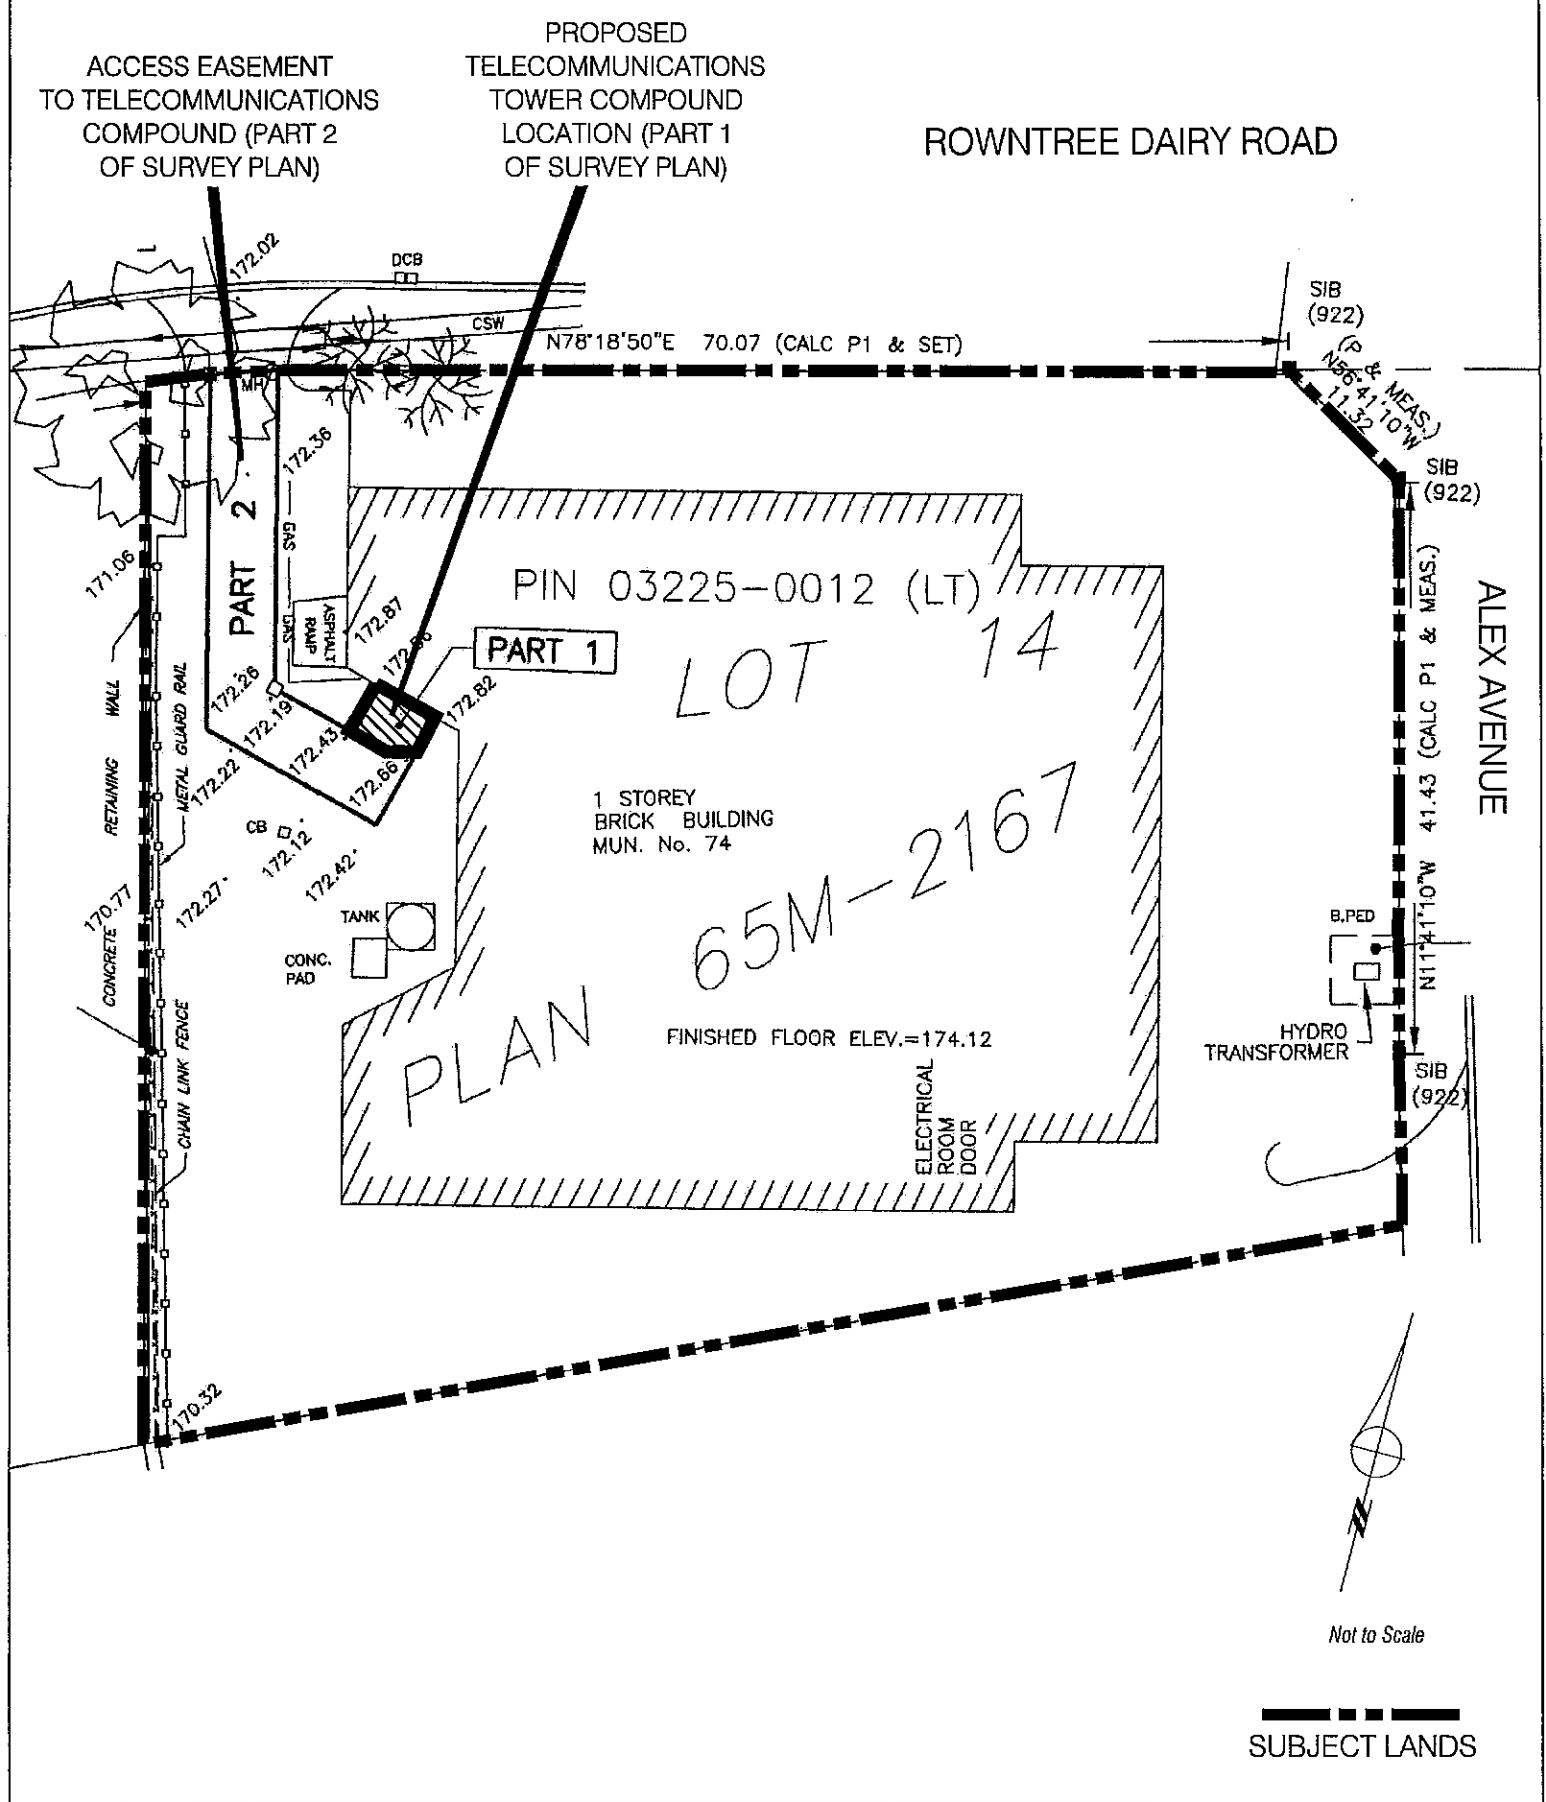 ACCESS EASEMENT
TO TELECOMMUNICATIONS
COMPOUND (PART 2
OF SURVEY PLAN)
PROPOSED
TELECOMMUNICATIONS
TOWER COMPOUND
LOCATION (PART 1
OF SURVEY PLAN)
ROWNTREE DAIRY ROAD
172.02
DCB
CSW
N78°18'50"E 70.07 (CALC P1 & SET)
SIB
(922)
(P & MEAS.)
N56°41'10"W
11.32
SIB
(922)
MH
172.36
PART 2
GAS
GAS
ASPHALT
RAMP
172.87
171.06
PIN 03225-0012 (LT)
LOT 14
PART 1
172.82
172.26
172.19
172.43
172.66
172.22
CB
172.12
172.42
172.27
170.77
CONCRETE RETAINING WALL
METAL GUARD RAIL
CHAIN LINK FENCE
1 STOREY
BRICK BUILDING
MUN. No. 74
PLAN 65M-2167
TANK
CONC.
PAD
FINISHED FLOOR ELEV.=174.12
ELECTRICAL
ROOM
DOOR
N11°41'10"W 41.43 (CALC P1 & MEAS.)
ALEX AVENUE
B.PED
HYDRO
TRANSFORMER
SIB
(922)
170.32
N
Not to Scale
SUBJECT LANDS